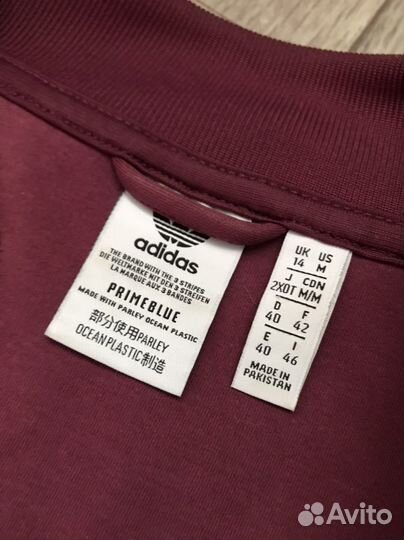 adidas
THE BRAND WITH THE 3 STRIPES
DIE WELTMARKE MIT DEN 3 STREIFEN
LA MARQUE AUX 3 BANDES
PRIMEBLUE
MADE WITH PARLEY OCEAN PLASTIC
部分使用PARLEY
OCEAN PLASTIC制造
UK US
14 M
J CDN
2XOT M/M
D F
40 42
E I
40 46
MADE IN
PAKISTAN
Avito